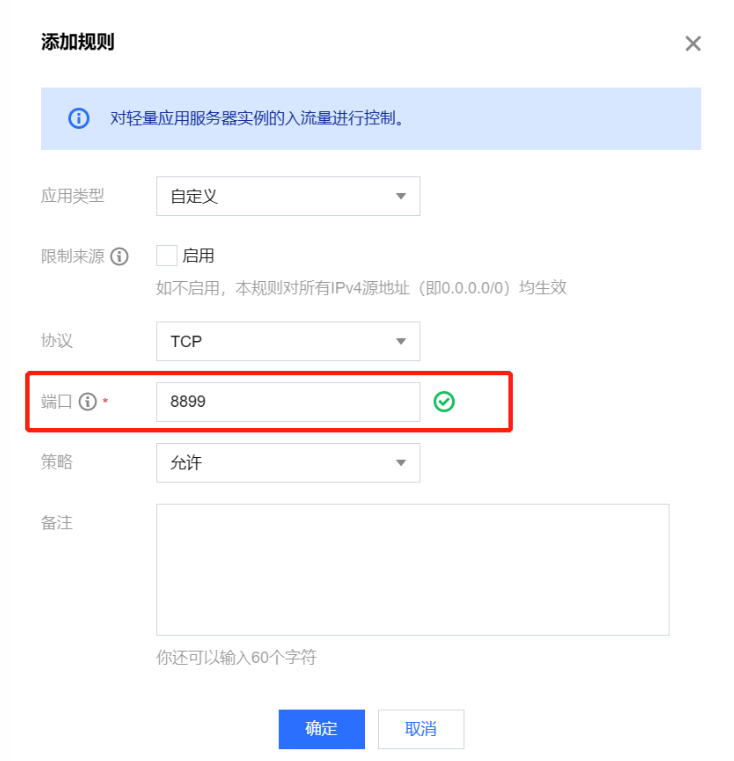 添加规则
对轻量应用服务器实例的入流量进行控制。
应用类型 自定义
限制来源 启用
如不启用，本规则对所有IPv4源地址（即0.0.0.0/0）均生效
协议 TCP
端口 * 8899
策略 允许
备注
你还可以输入60个字符
确定 取消